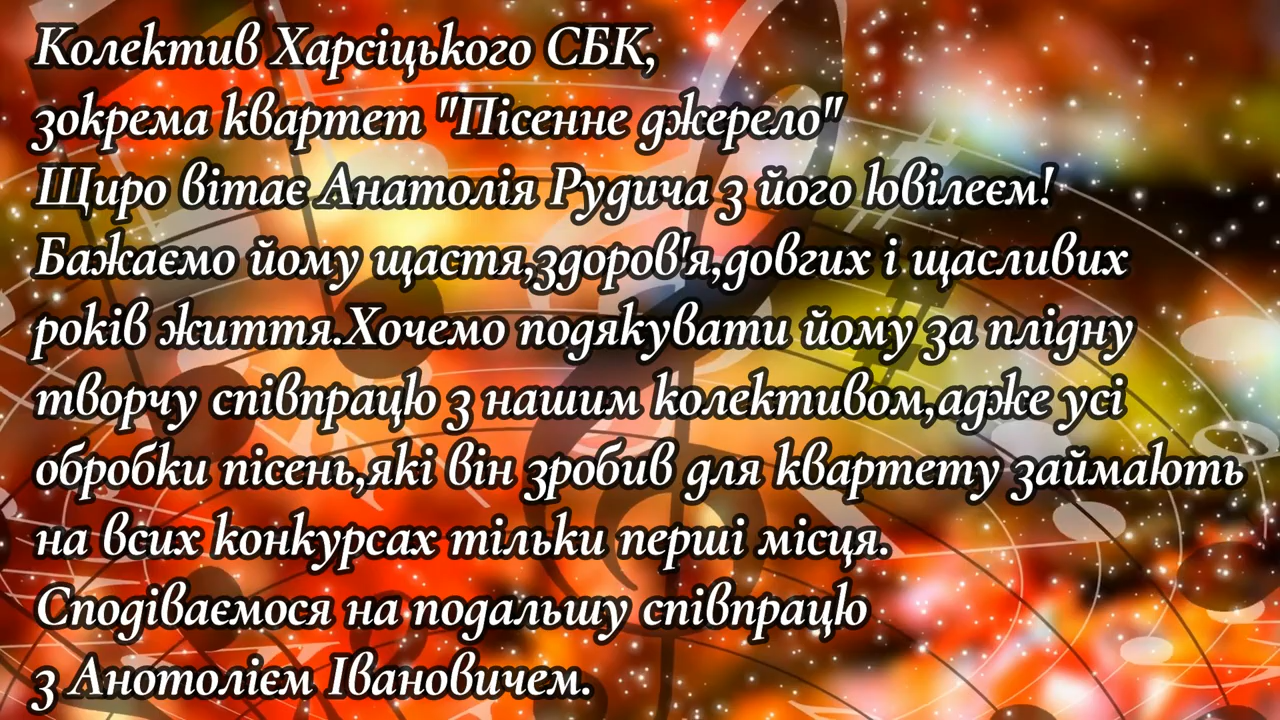 Колектив Харсіцького СБК,
зокрема квартет "Пісенне джерело"
Щиро вітає Анатолія Рудича з його ювілеєм!
Бажаємо йому щастя,здоров'я,довгих і щасливих
років життя.Хочемо подякувати йому за плідну
творчу співпрацю з нашим колективом,адже усі
обробки пісень,які він зробив для квартету займають
на всих конкурсах тільки перші місця.
Сподіваємося на подальшу співпрацю
з Анотолієм Івановичем.